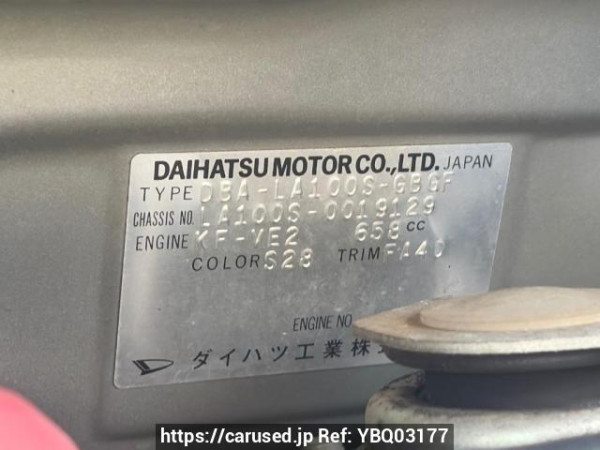 DAIHATSU MOTOR CO.,LTD. JAPAN
TYPE DBA-LA100S-GBGF
CHASSIS NO. LA100S-0019129
ENGINE KF-VE2 658 CC
COLOR S28 TRIM FA40
ENGINE NO
ダイハツ工業株
https://carused.jp Ref: YBQ03177